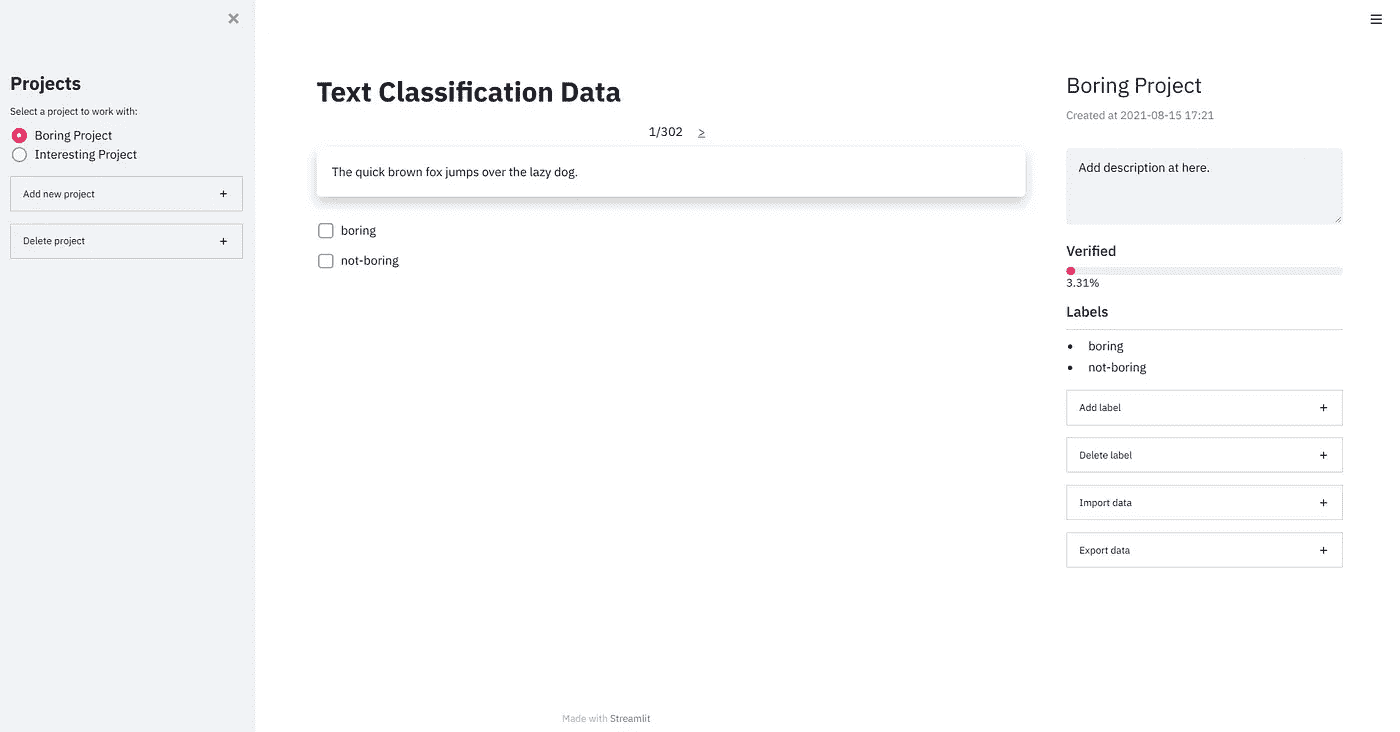 Projects
Select a project to work with:
Boring Project
Interesting Project
Add new project +
Delete project +
Text Classification Data
1/302 >
The quick brown fox jumps over the lazy dog.
boring
not-boring
Made with Streamlit
Boring Project
Created at 2021-08-15 17:21
Add description at here.
Verified
3.31%
Labels
boring
not-boring
Add label +
Delete label +
Import data +
Export data +